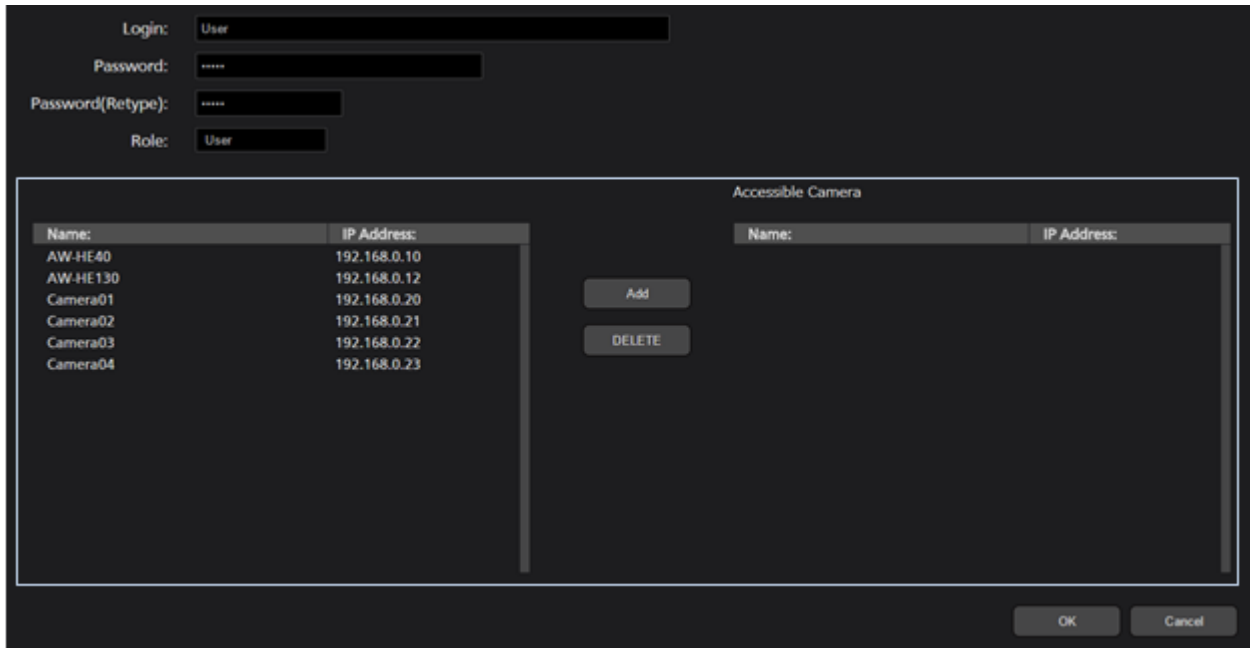 Login: User
Password: •••••
Password(Retype): •••••
Role: User
Accessible Camera
Name: IP Address: Name: IP Address:
AW-HE40 192.168.0.10
AW-HE130 192.168.0.12
Camera01 192.168.0.20
Camera02 192.168.0.21
Camera03 192.168.0.22
Camera04 192.168.0.23
Add
DELETE
OK Cancel